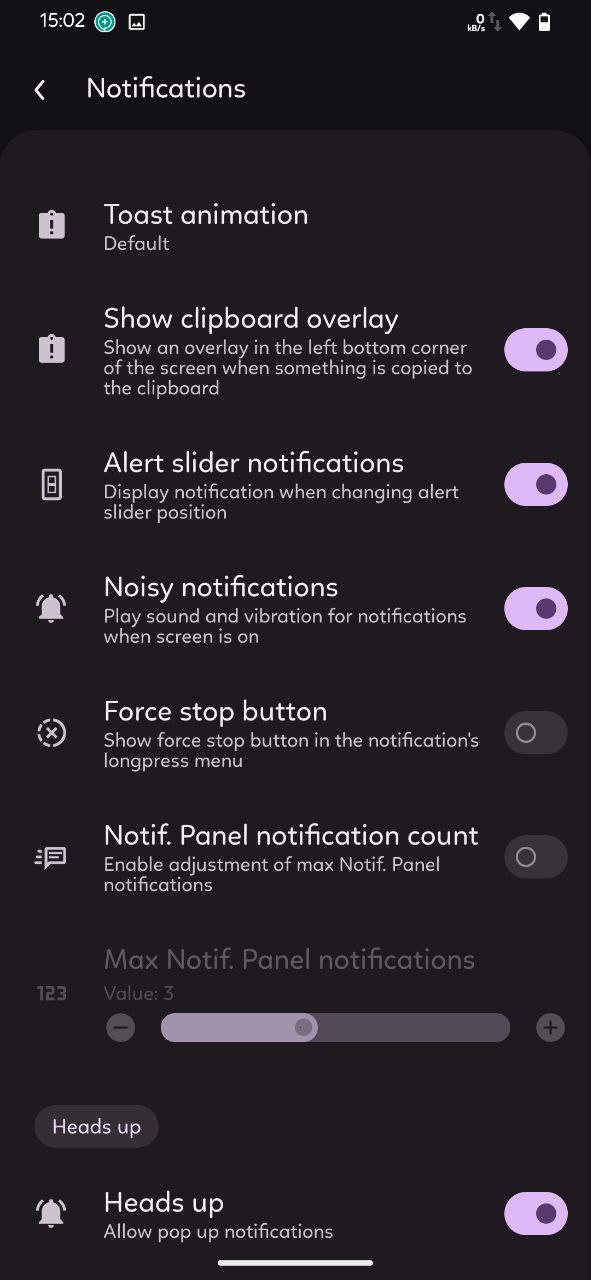 15:02
0
kB/s
Notifications
Toast animation
Default
Show clipboard overlay
Show an overlay in the left bottom corner
of the screen when something is copied to
the clipboard
Alert slider notifications
Display notification when changing alert
slider position
Noisy notifications
Play sound and vibration for notifications
when screen is on
Force stop button
Show force stop button in the notification's
longpress menu
Notif. Panel notification count
Enable adjustment of max Notif. Panel
notifications
Max Notif. Panel notifications
123
Value: 3
Heads up
Heads up
Allow pop up notifications